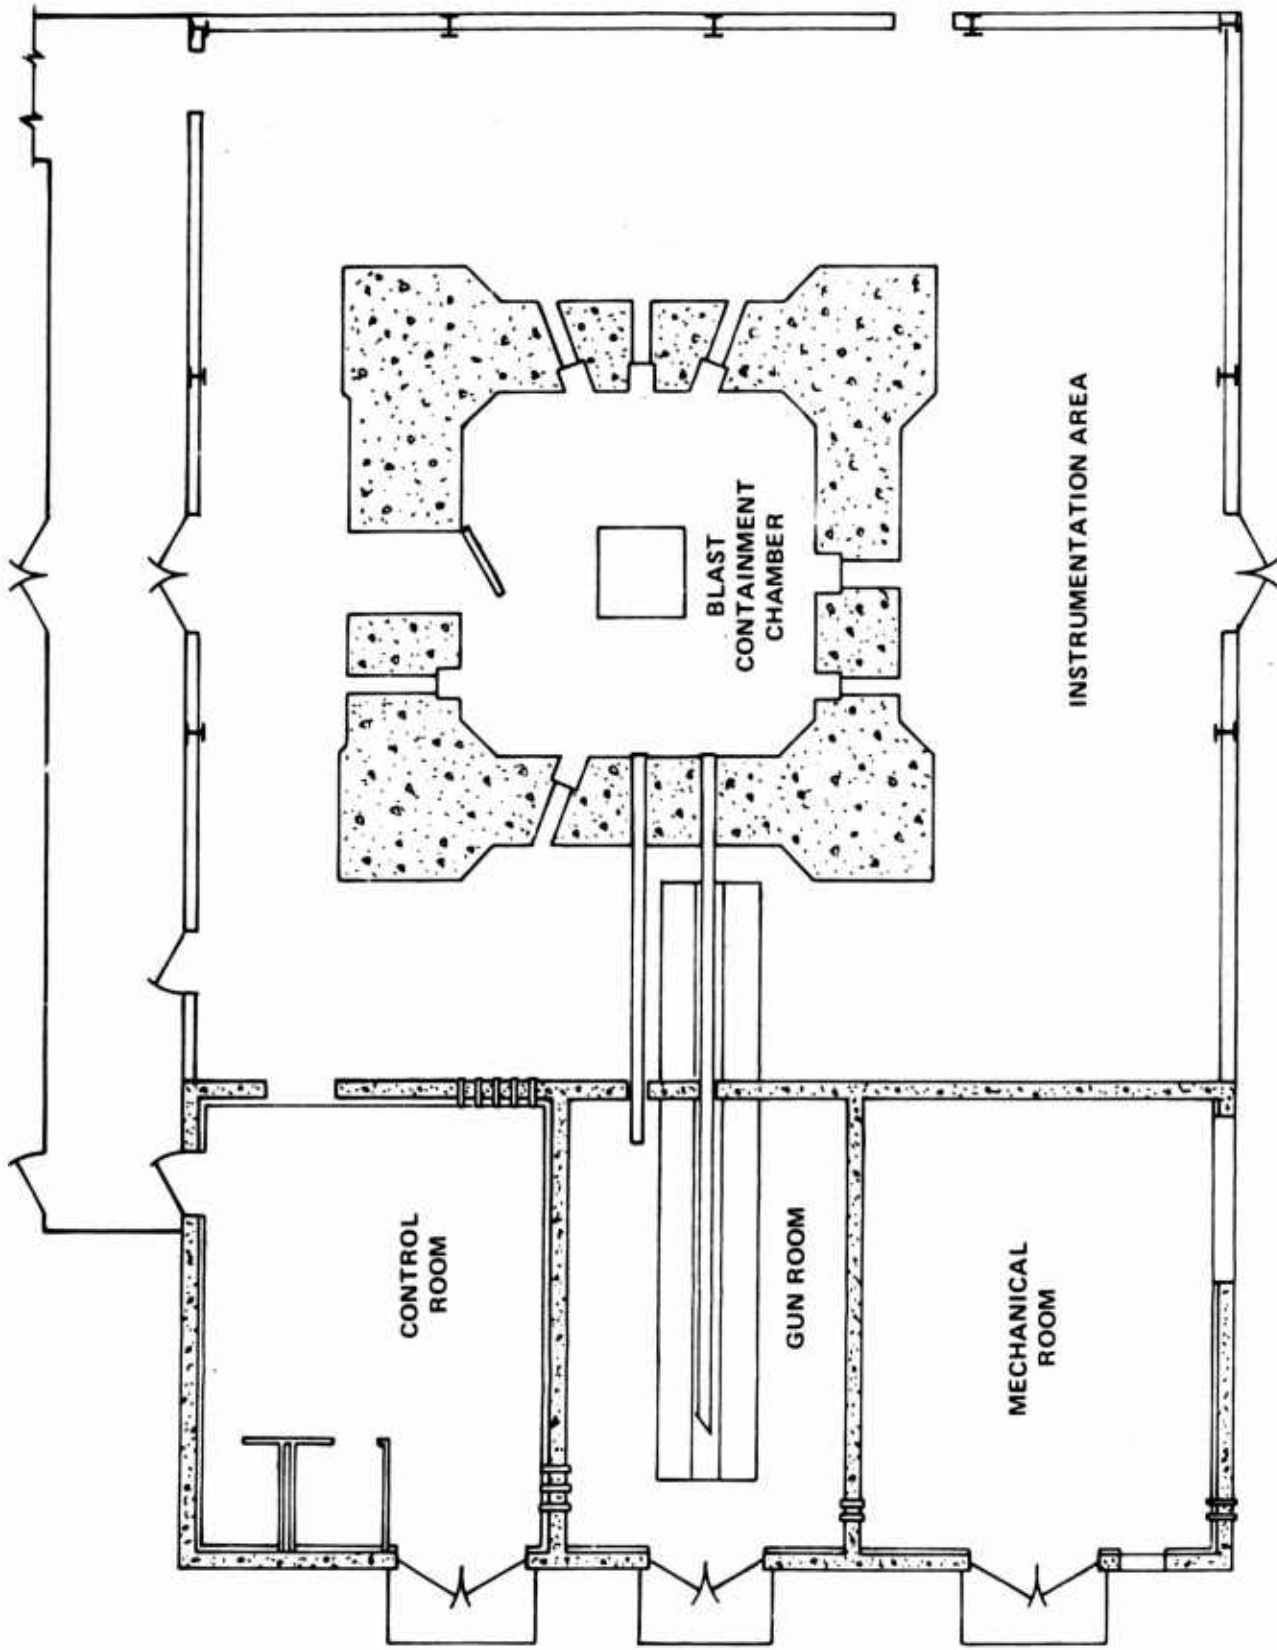 BLAST
CONTAINMENT
CHAMBER
INSTRUMENTATION AREA
CONTROL
ROOM
GUN ROOM
MECHANICAL
ROOM